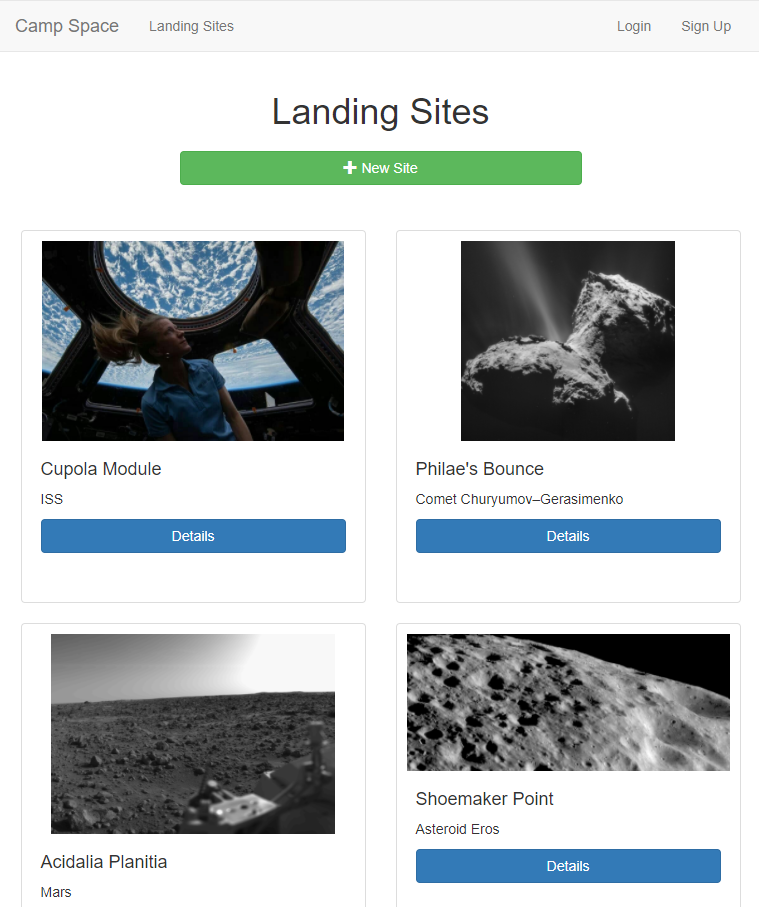 Camp Space Landing Sites Login Sign Up
Landing Sites
New Site
Cupola Module
ISS
Details
Philae's Bounce
Comet Churyumov–Gerasimenko
Details
Acidalia Planitia
Mars
Shoemaker Point
Asteroid Eros
Details